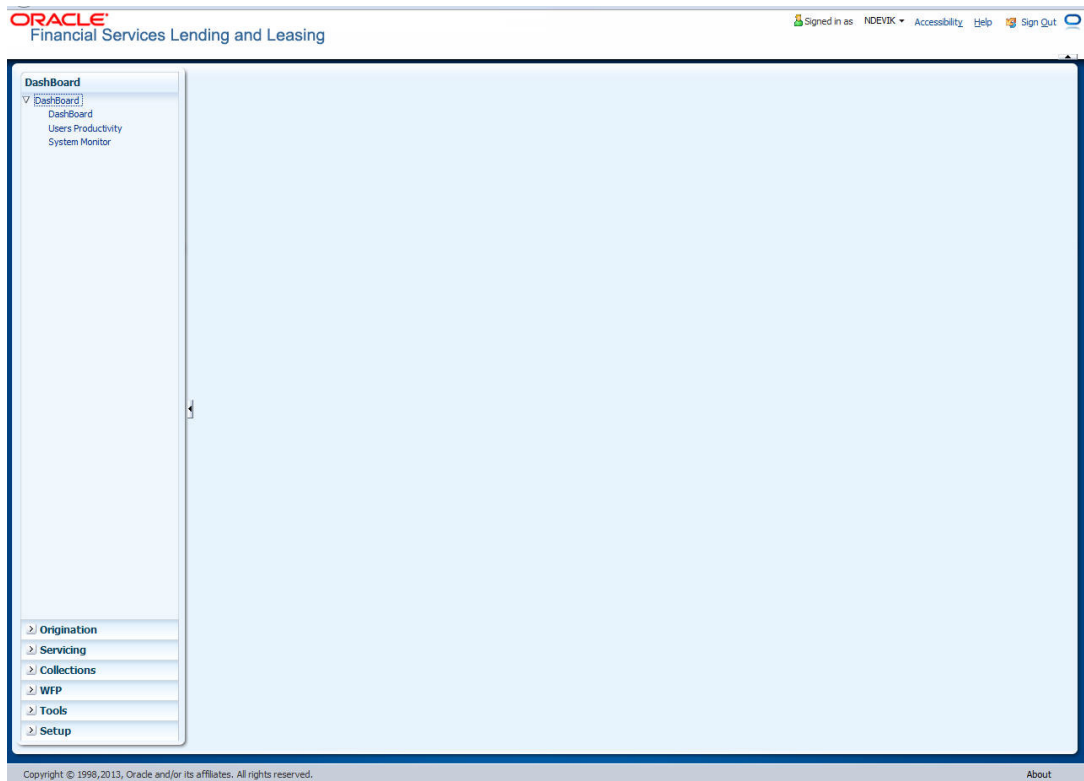 ORACLE®
Financial Services Lending and Leasing
Signed in as NDEVIK Accessibility Help Sign Out
DashBoard
DashBoard
DashBoard
Users Productivity
System Monitor
Origination
Servicing
Collections
WFP
Tools
Setup
Copyright © 1998,2013, Oracle and/or its affiliates. All rights reserved.
About